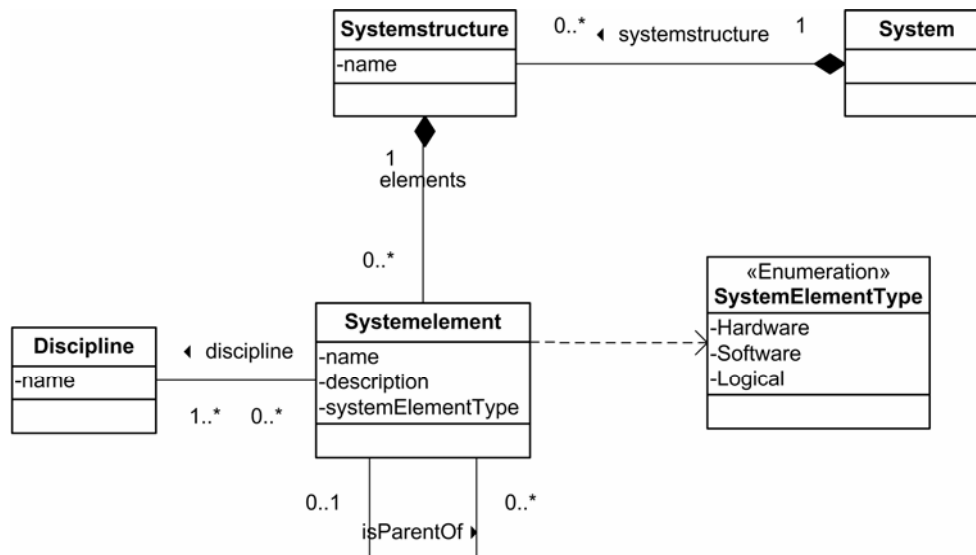 Systemstructure
-name
0..*
systemstructure
1
System
1
elements
0..*
«Enumeration»
SystemElementType
-Hardware
-Software
-Logical
Systemelement
-name
-description
-systemElementType
Discipline
-name
discipline
1..*
0..*
0..1
0..*
isParentOf